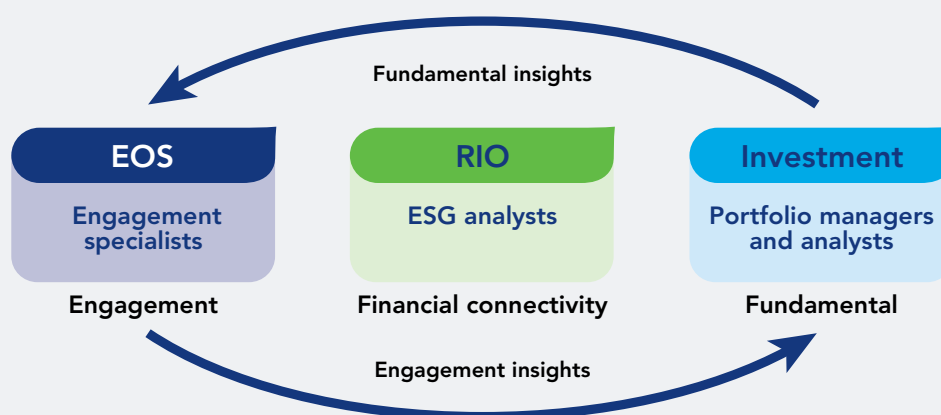 Fundamental insights
EOS
Engagement
specialists
Engagement
RIO
ESG analysts
Financial connectivity
Investment
Portfolio managers
and analysts
Fundamental
Engagement insights